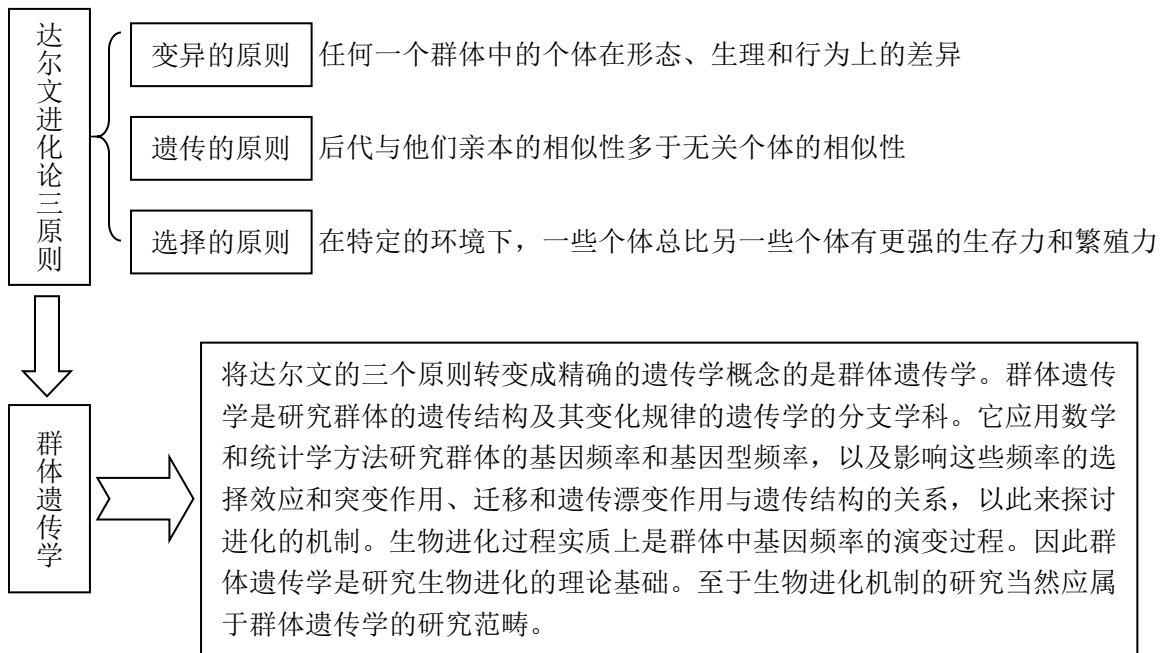 达尔文进化论三原则
变异的原则 任何一个群体中的个体在形态、生理和行为上的差异
遗传的原则 后代与他们亲本的相似性多于无关个体的相似性
选择的原则 在特定的环境下，一些个体总比另一些个体有更强的生存力和繁殖力
群体遗传学
将达尔文的三个原则转变成精确的遗传学概念的是群体遗传学。群体遗传
学是研究群体的遗传结构及其变化规律的遗传学的分支学科。它应用数学
和统计学方法研究群体的基因频率和基因型频率，以及影响这些频率的选
择效应和突变作用、迁移和遗传漂变作用与遗传结构的关系，以此来探讨
进化的机制。生物进化过程实质上是群体中基因频率的演变过程。因此群
体遗传学是研究生物进化的理论基础。至于生物进化机制的研究当然应属
于群体遗传学的研究范畴。